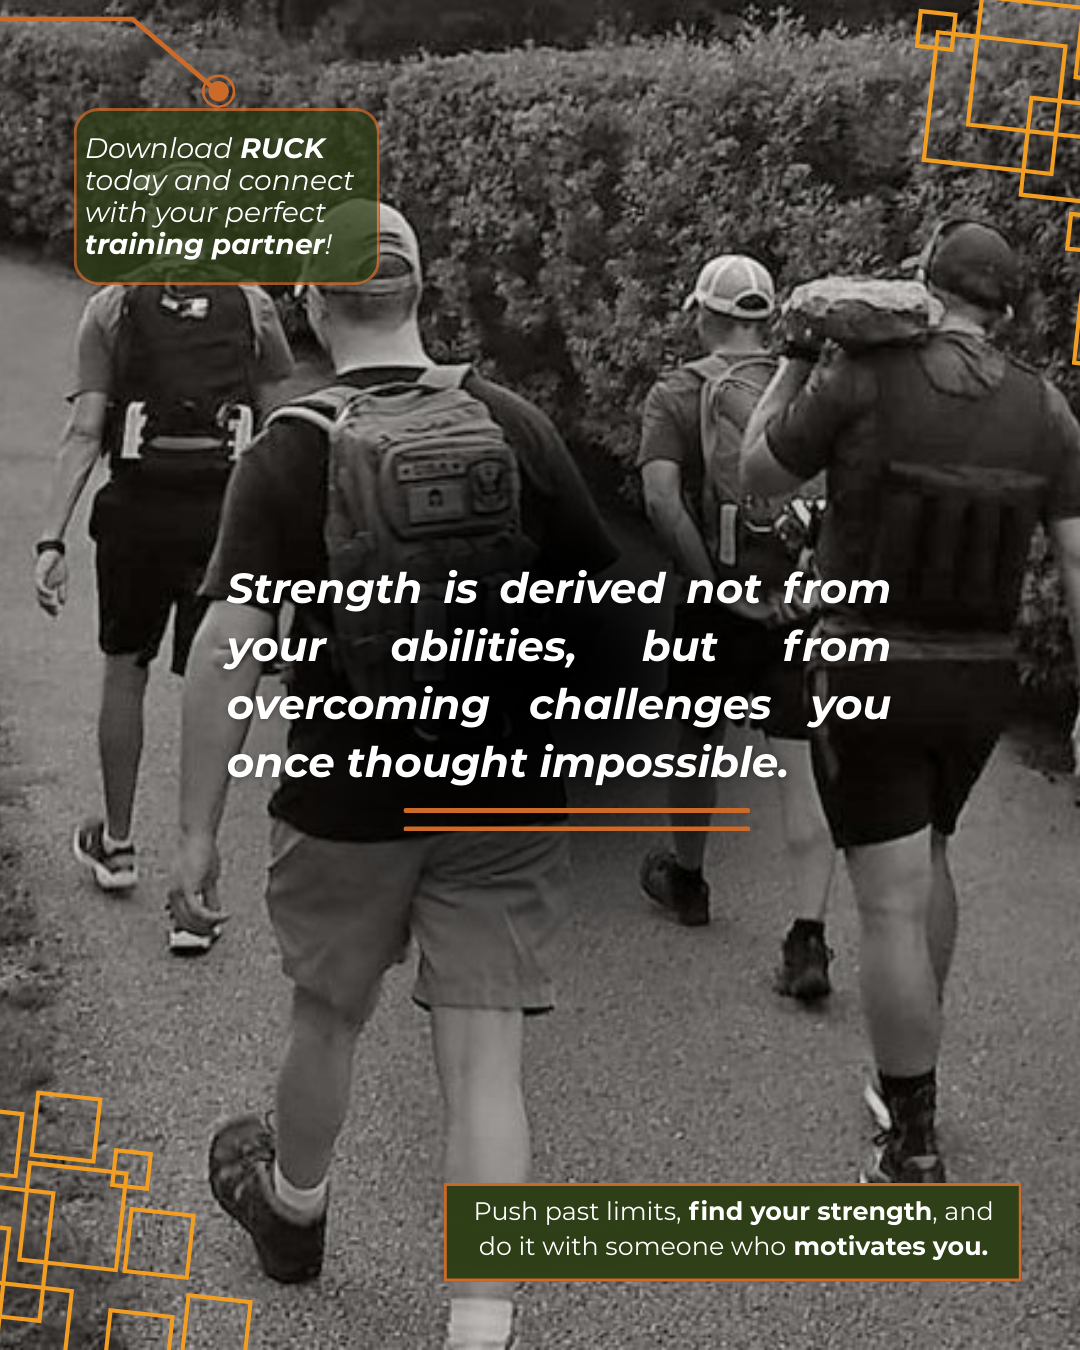 Download RUCK
today and connect
with your perfect
training partner!
Strength is derived not from
your abilities, but from
overcoming challenges you
once thought impossible.
Push past limits, find your strength, and
do it with someone who motivates you.